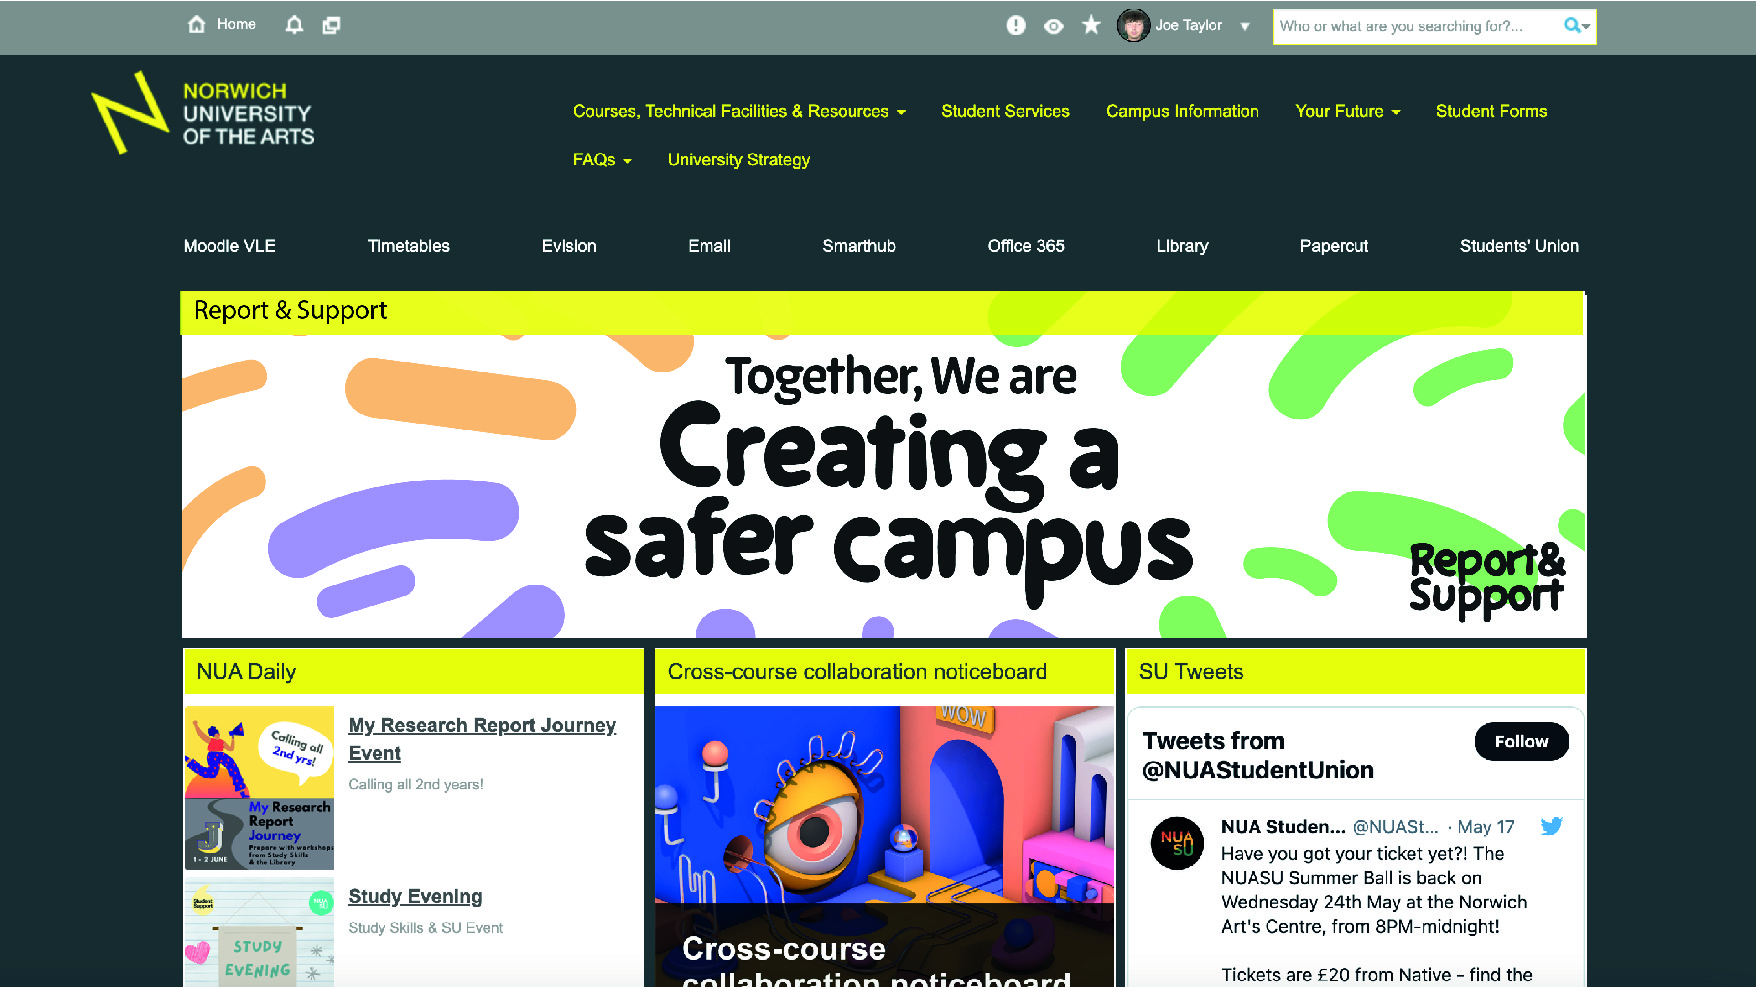 Home
Joe Taylor
Who or what are you searching for?...
NORWICH
UNIVERSITY
OF THE ARTS
Courses, Technical Facilities & Resources
Student Services
Campus Information
Your Future
Student Forms
FAQs
University Strategy
Moodle VLE
Timetables
Evision
Email
Smarthub
Office 365
Library
Papercut
Students' Union
Report & Support
Together, We are
Creating a
safer campus
Report&
Support
NUA Daily
Calling all
2nd yrs!
My Research
Report
Journey
1 - 2 JUNE
Prepare with workshops
from Study Skills
& the Library
My Research Report Journey
Event
Calling all 2nd years!
Student
Support
NUA
SU
STUDY
EVENING
Study Evening
Study Skills & SU Event
Cross-course collaboration noticeboard
WOW
Cross-course
collaboration noticeboard
SU Tweets
Tweets from
@NUAStudentUnion
Follow
NUA
SU
NUA Studen... @NUASt... · May 17
Have you got your ticket yet?! The
NUASU Summer Ball is back on
Wednesday 24th May at the Norwich
Art's Centre, from 8PM-midnight!
Tickets are £20 from Native - find the